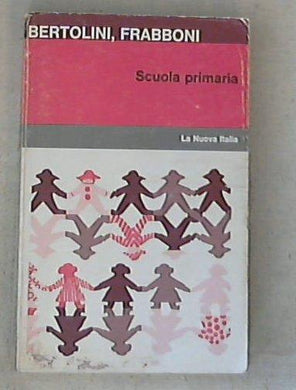 BERTOLINI, FRABBONI
Scuola primaria
La Nuova Italia